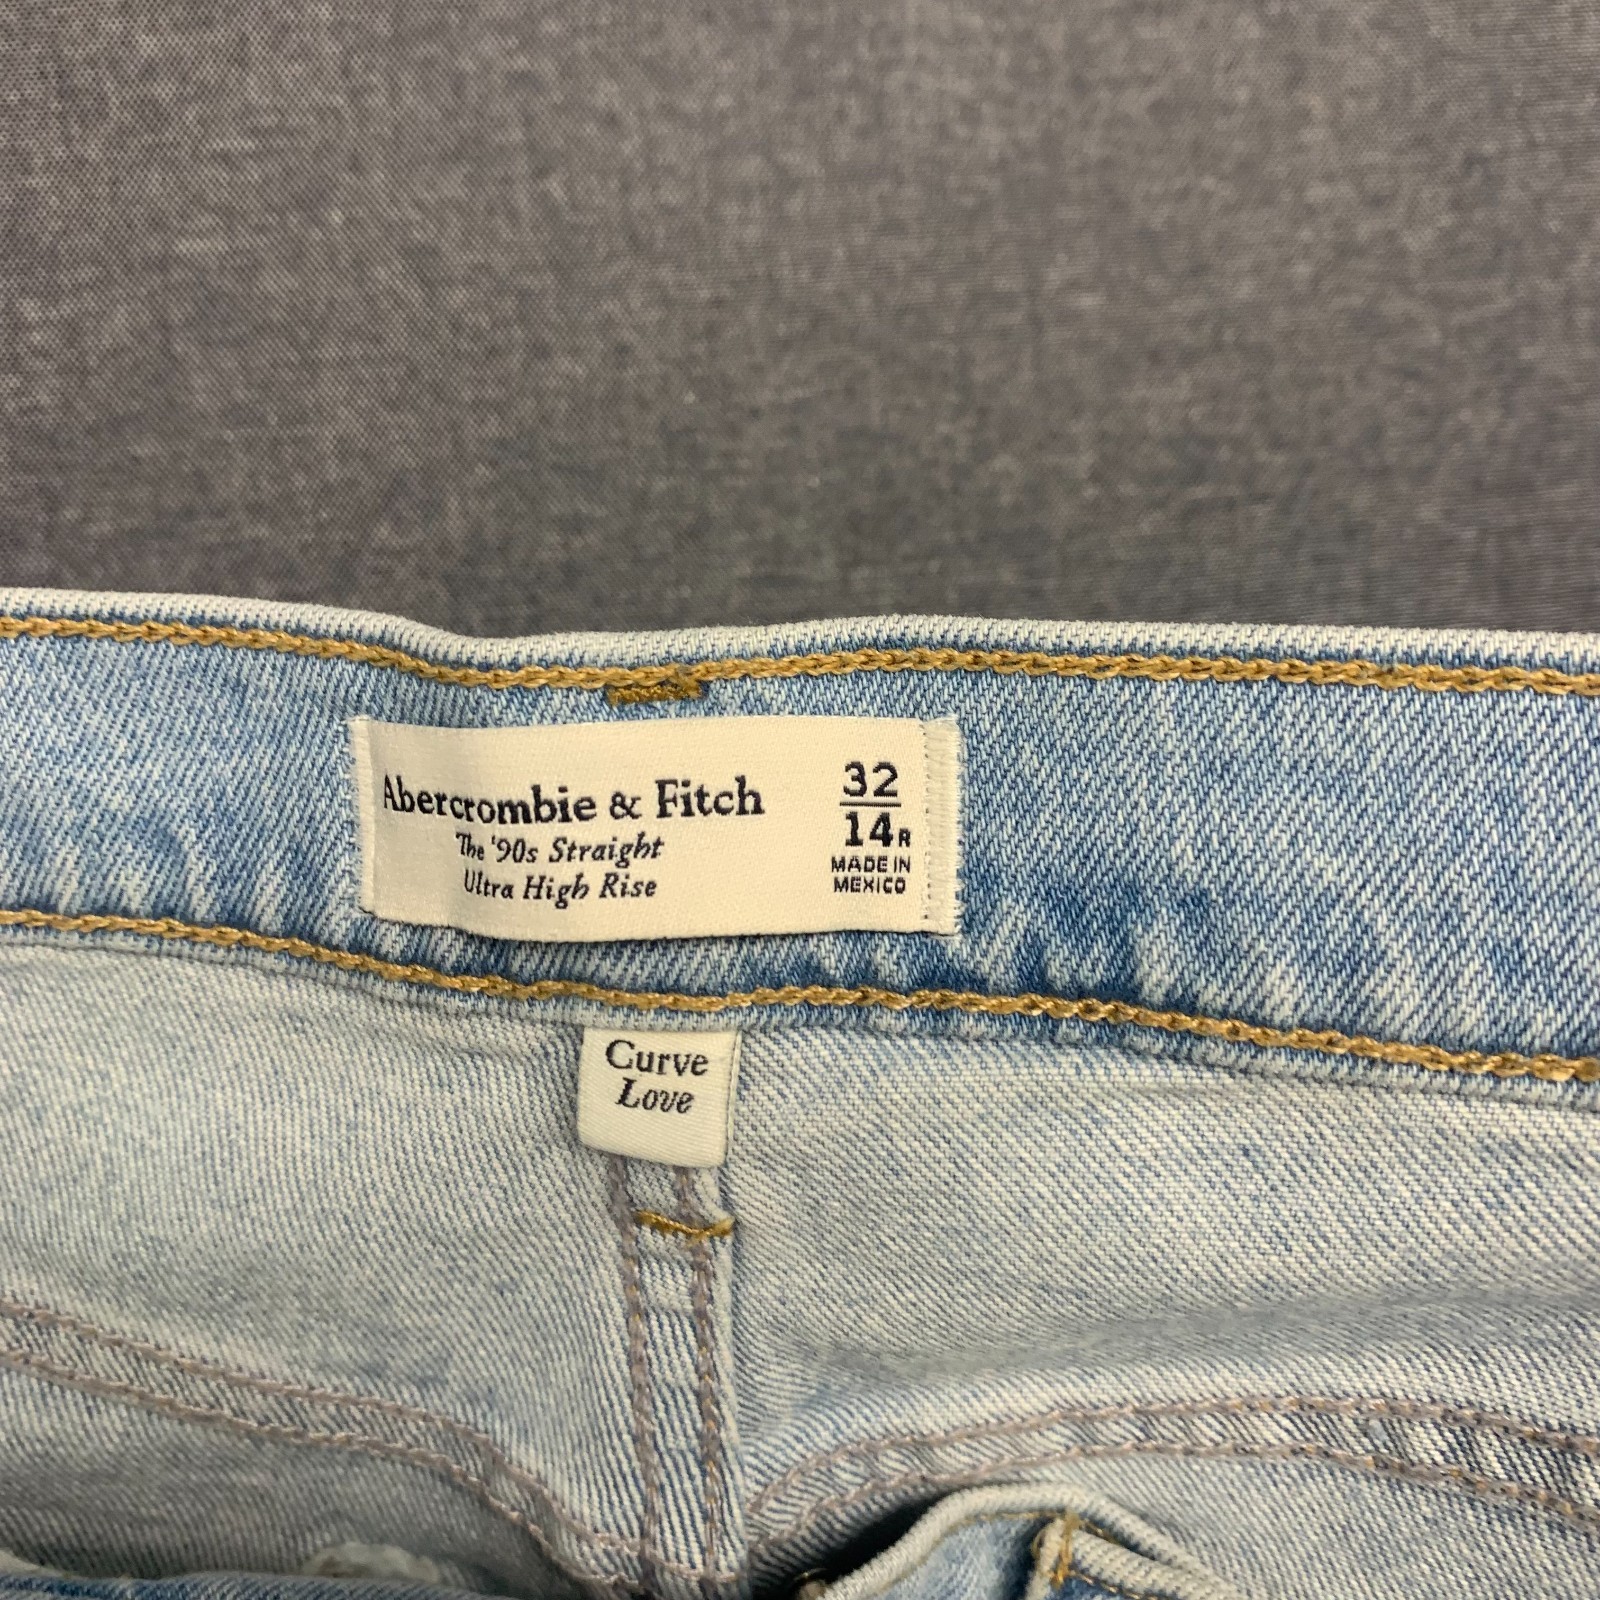 Abercrombie & Fitch
The '90s Straight
Ultra High Rise
32
14R
MADE IN
MEXICO
Curve
Love